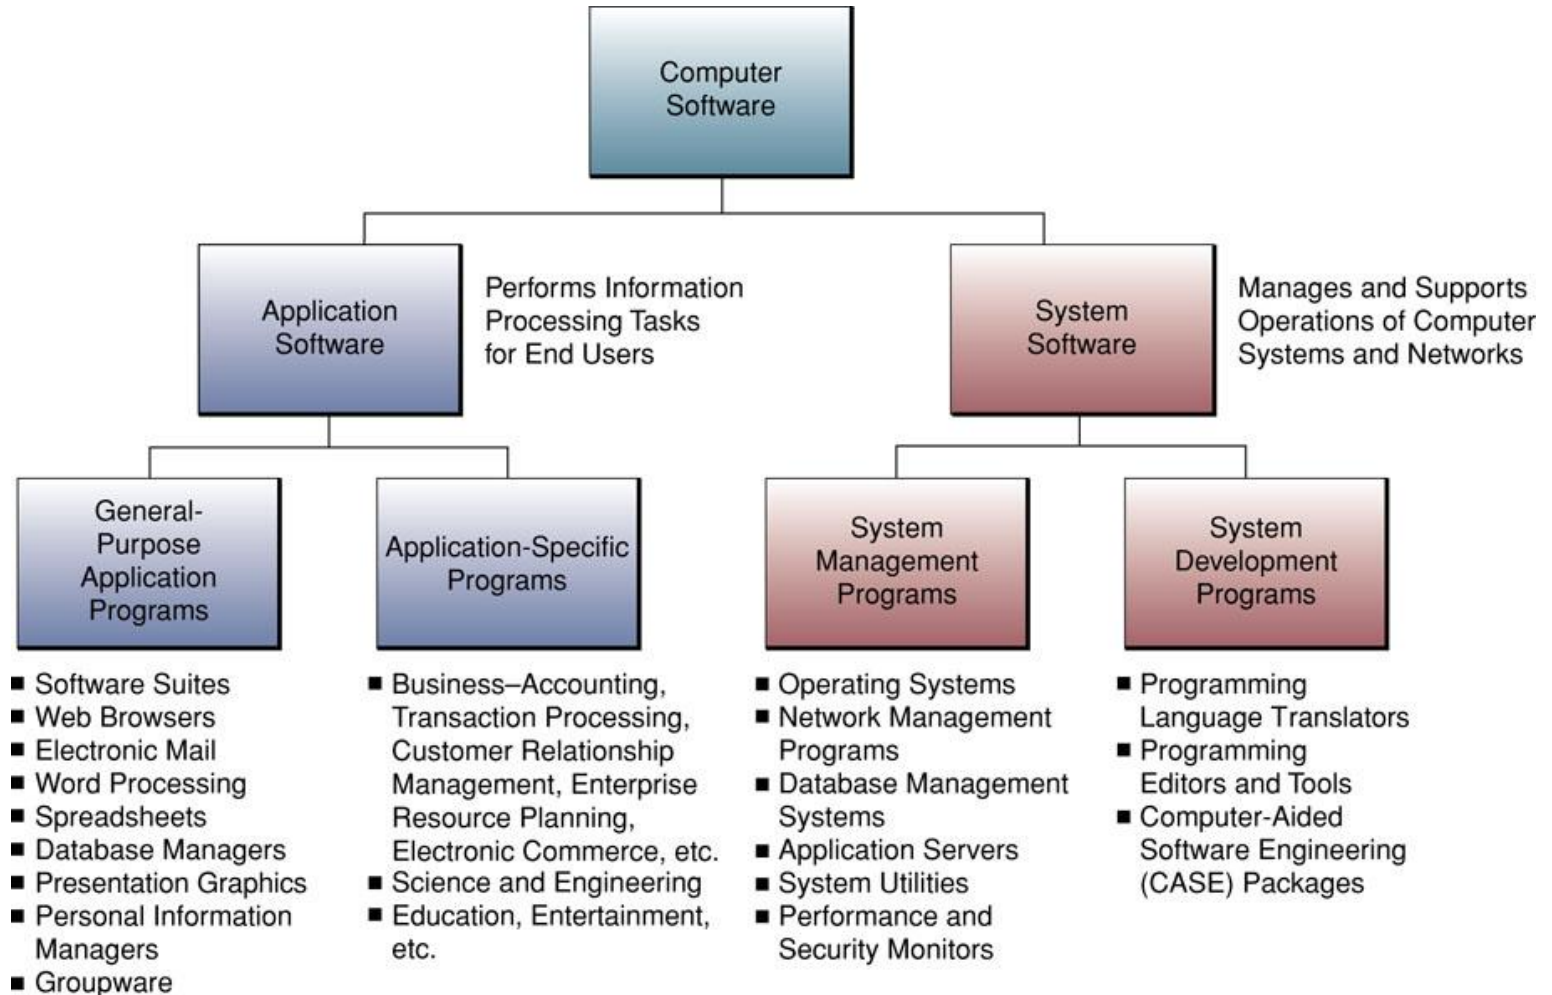 Computer
Software
Application
Software
Performs Information
Processing Tasks
for End Users
System
Software
Manages and Supports
Operations of Computer
Systems and Networks
General-
Purpose
Application
Programs
■ Software Suites
■ Web Browsers
■ Electronic Mail
■ Word Processing
■ Spreadsheets
■ Database Managers
■ Presentation Graphics
■ Personal Information
Managers
■ Groupware
Application-Specific
Programs
■ Business–Accounting,
Transaction Processing,
Customer Relationship
Management, Enterprise
Resource Planning,
Electronic Commerce, etc.
■ Science and Engineering
■ Education, Entertainment,
etc.
System
Management
Programs
■ Operating Systems
■ Network Management
Programs
■ Database Management
Systems
■ Application Servers
■ System Utilities
■ Performance and
Security Monitors
System
Development
Programs
■ Programming
Language Translators
■ Programming
Editors and Tools
■ Computer-Aided
Software Engineering
(CASE) Packages